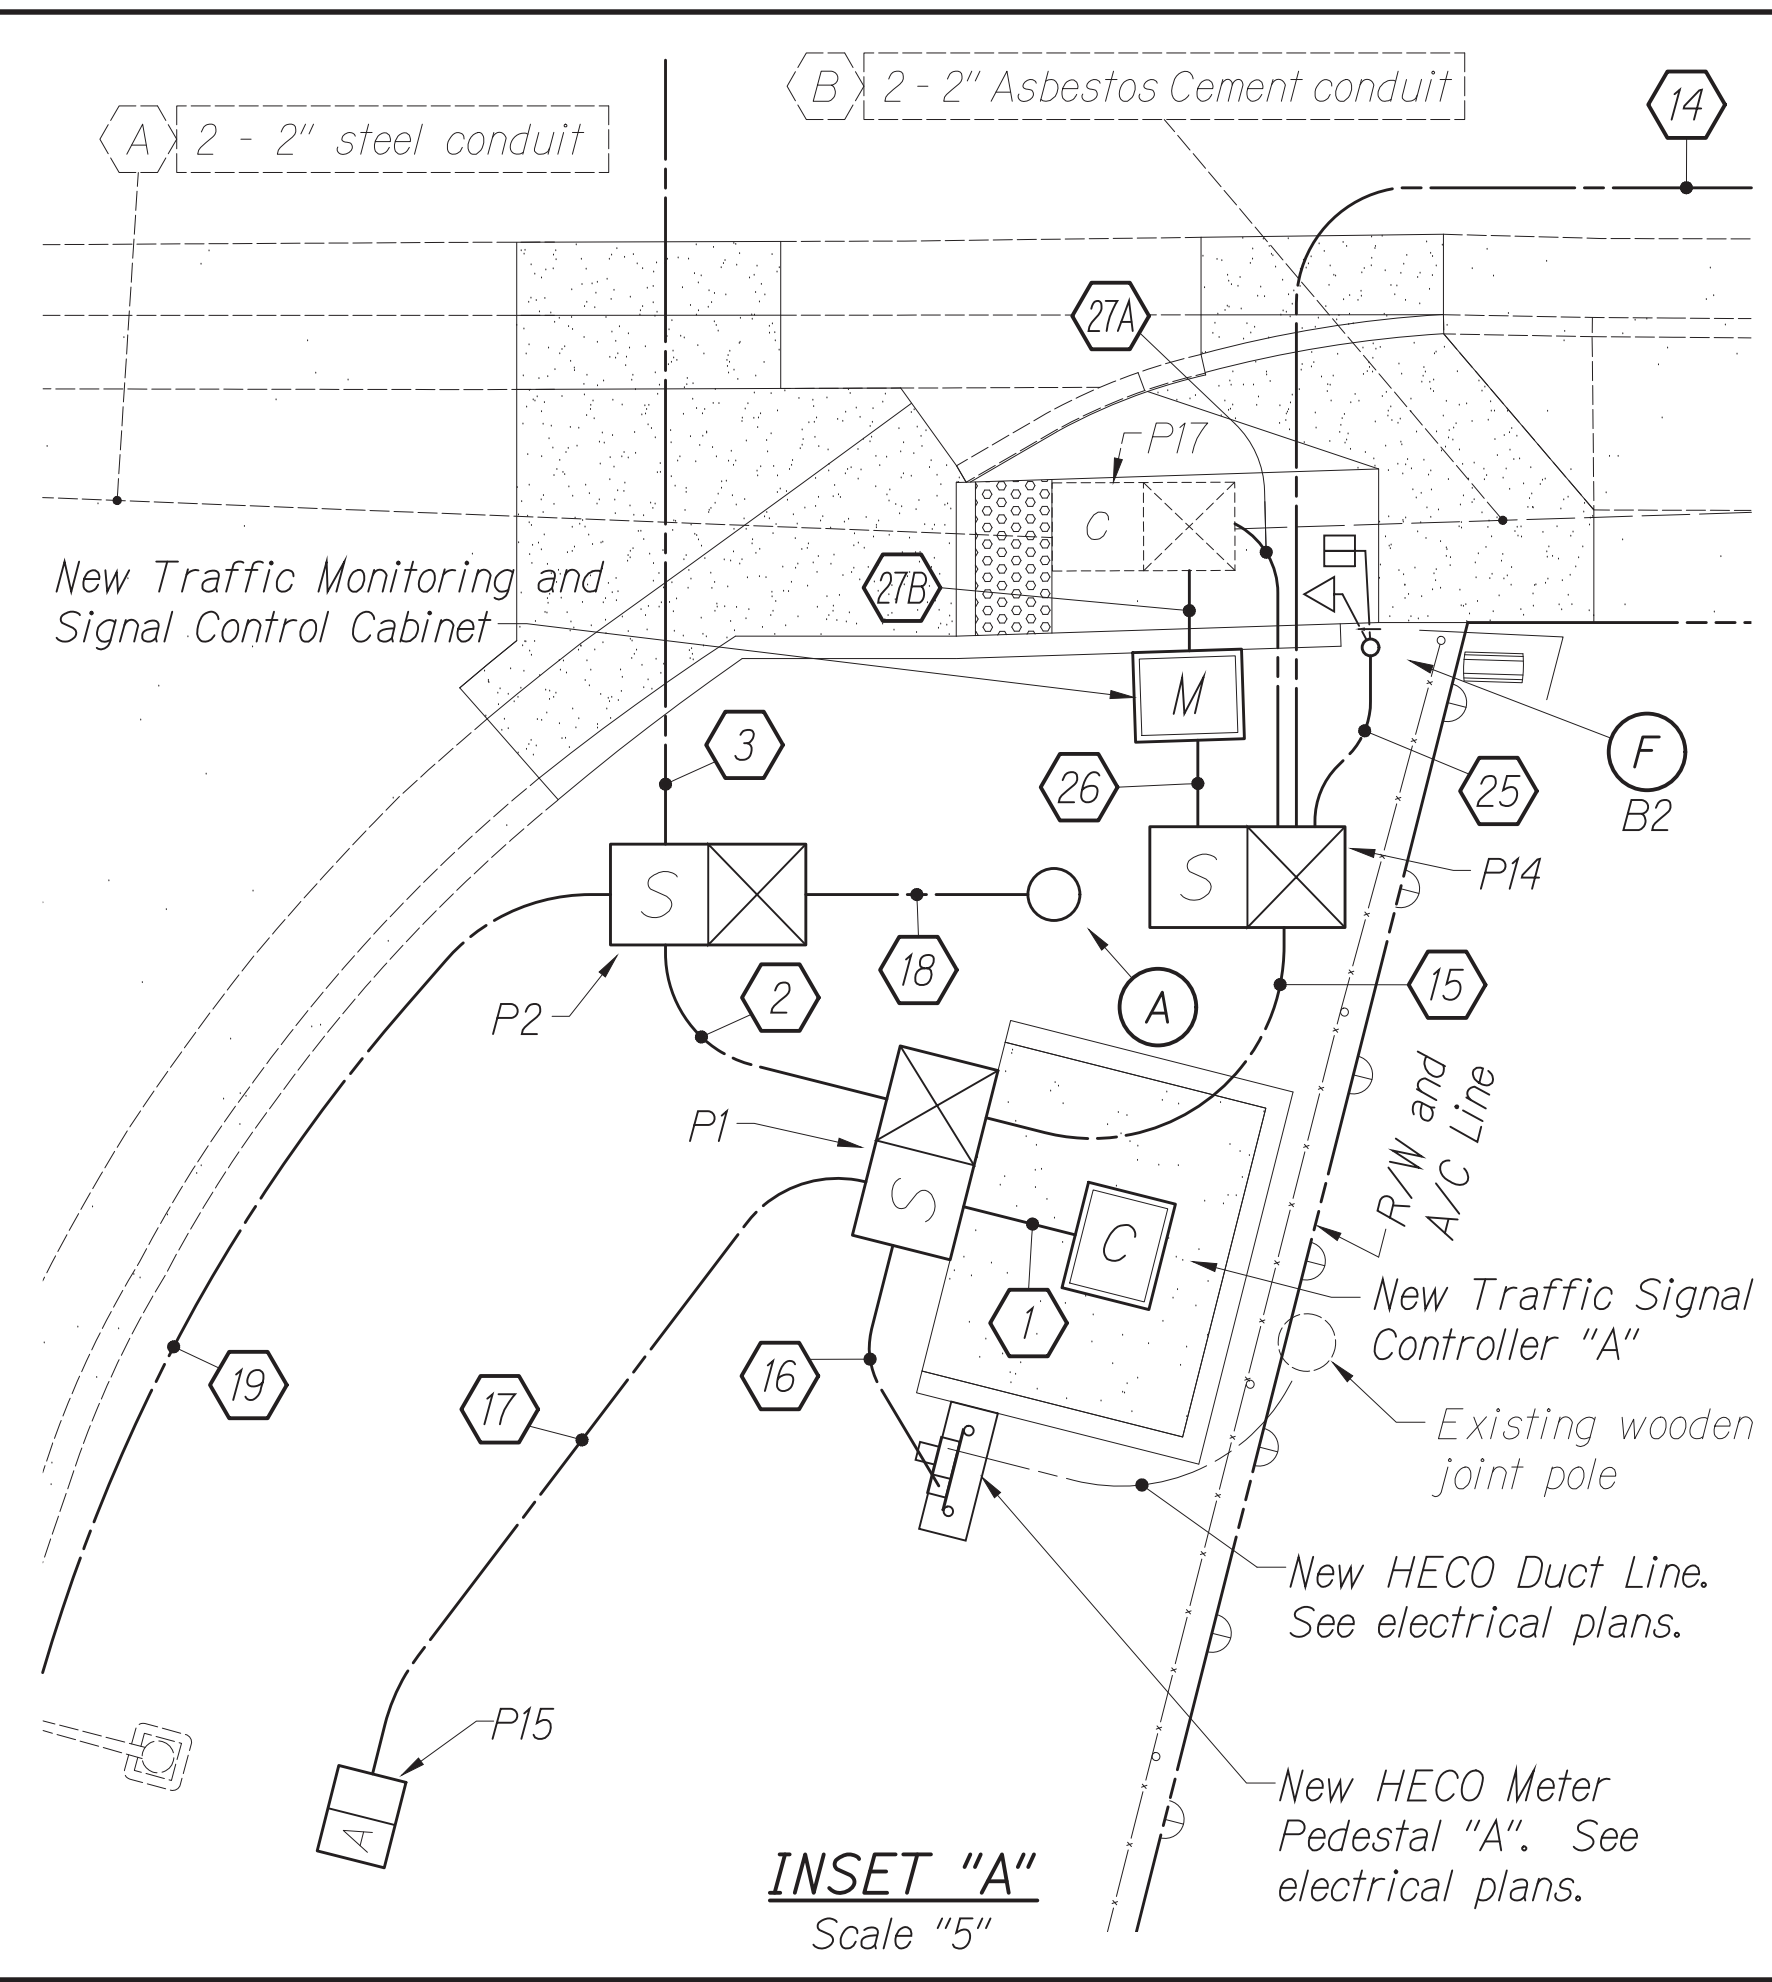 B
2 - 2" Asbestos Cement conduit
14
A
2 - 2" steel conduit
27A
P17
C
New Traffic Monitoring and
Signal Control Cabinet
27B
M
3
26
25
F
B2
S
S
P14
18
2
A
15
P2
P1
S
R/W and
A/C Line
C
New Traffic Signal
Controller "A"
1
16
19
17
Existing wooden
joint pole
New HECO Duct Line.
See electrical plans.
P15
A
New HECO Meter
Pedestal "A". See
electrical plans.
INSET "A"
Scale "5"